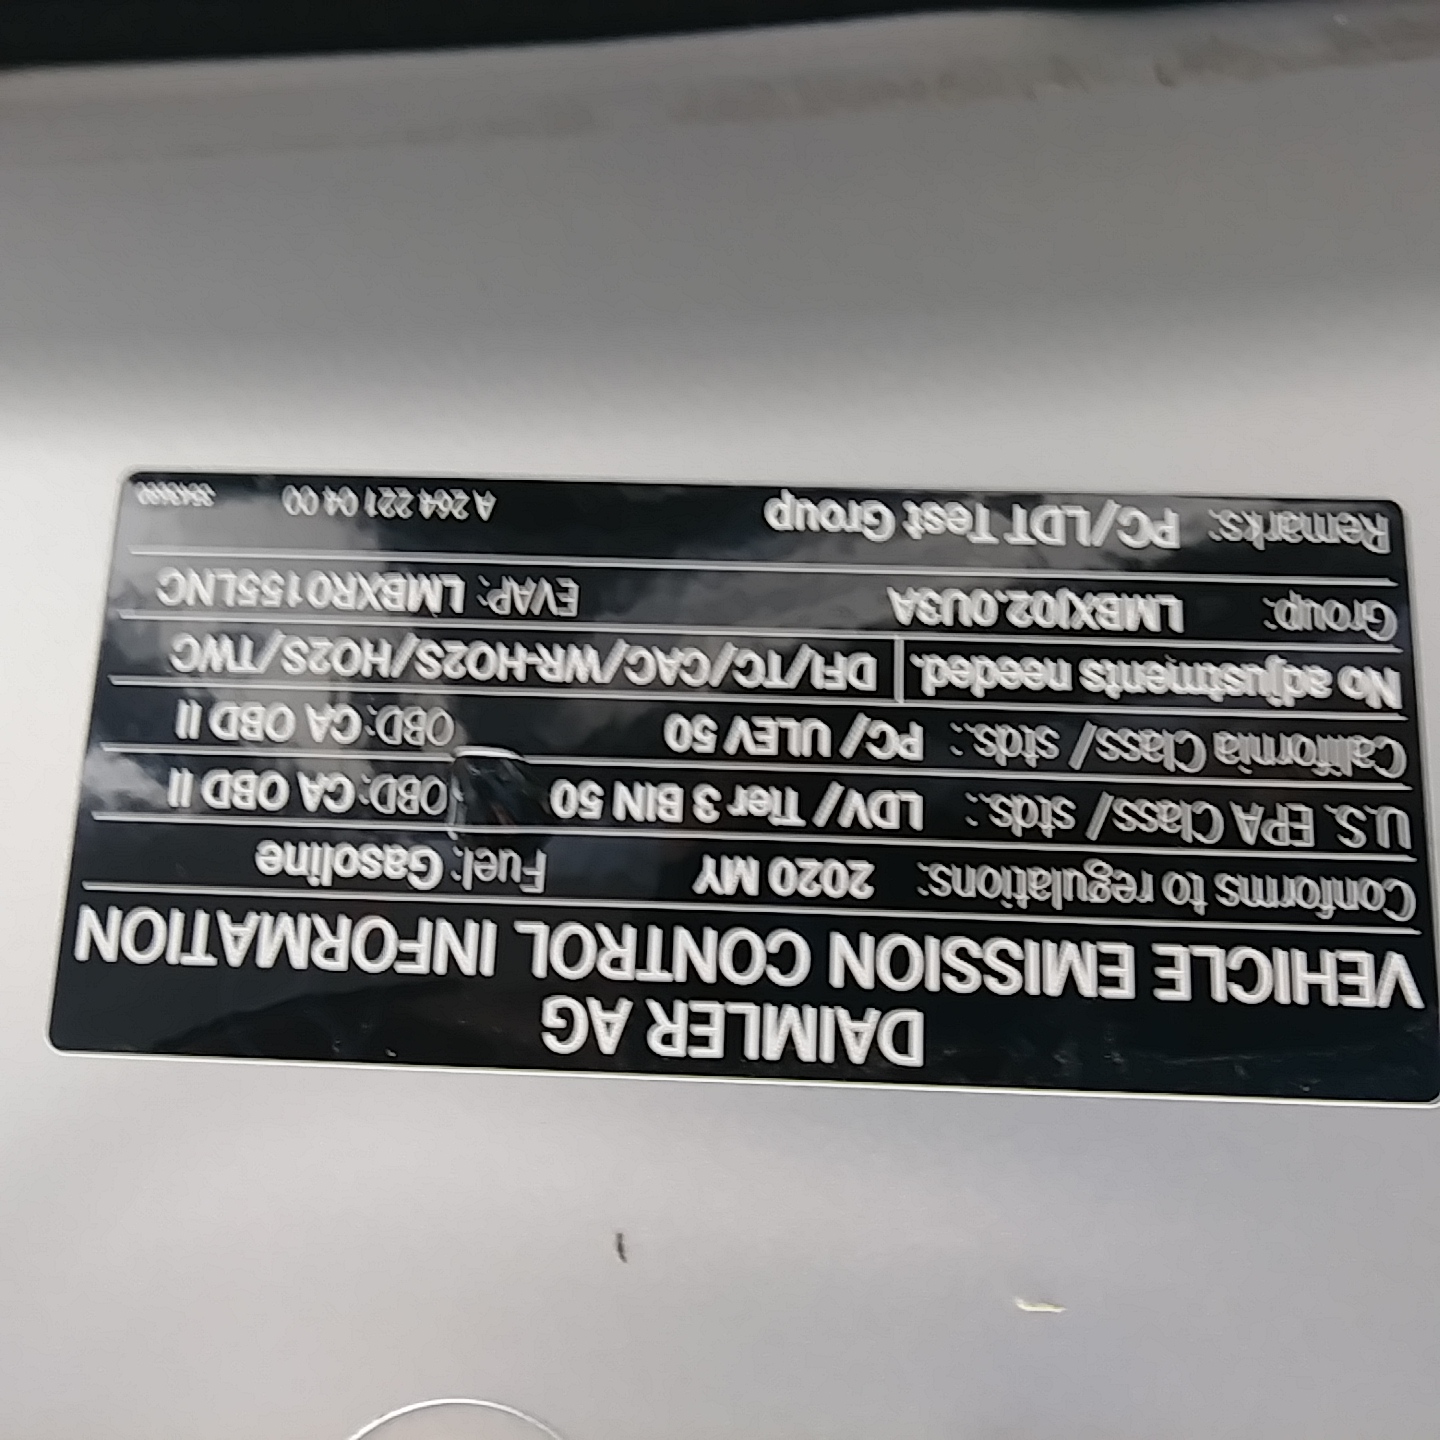 DAIMLER AG
VEHICLE EMISSION CONTROL INFORMATION
Conforms to regulations: 2020 MY Fuel: Gasoline
U.S. EPA Class/ stds.: LDV/ Tier 3 BIN 50 OBD: CA OBD II
California Class/ stds.: PC/ ULEV 50 OBD: CA OBD II
No adjustments needed. DFI/TC/CAC/WR-HO2S/HO2S/TWC
Group: LMBXJ02.0U3A EVAP: LMBXR0155LNC
Remarks: PC/LDT Test Group A 264 221 04 00